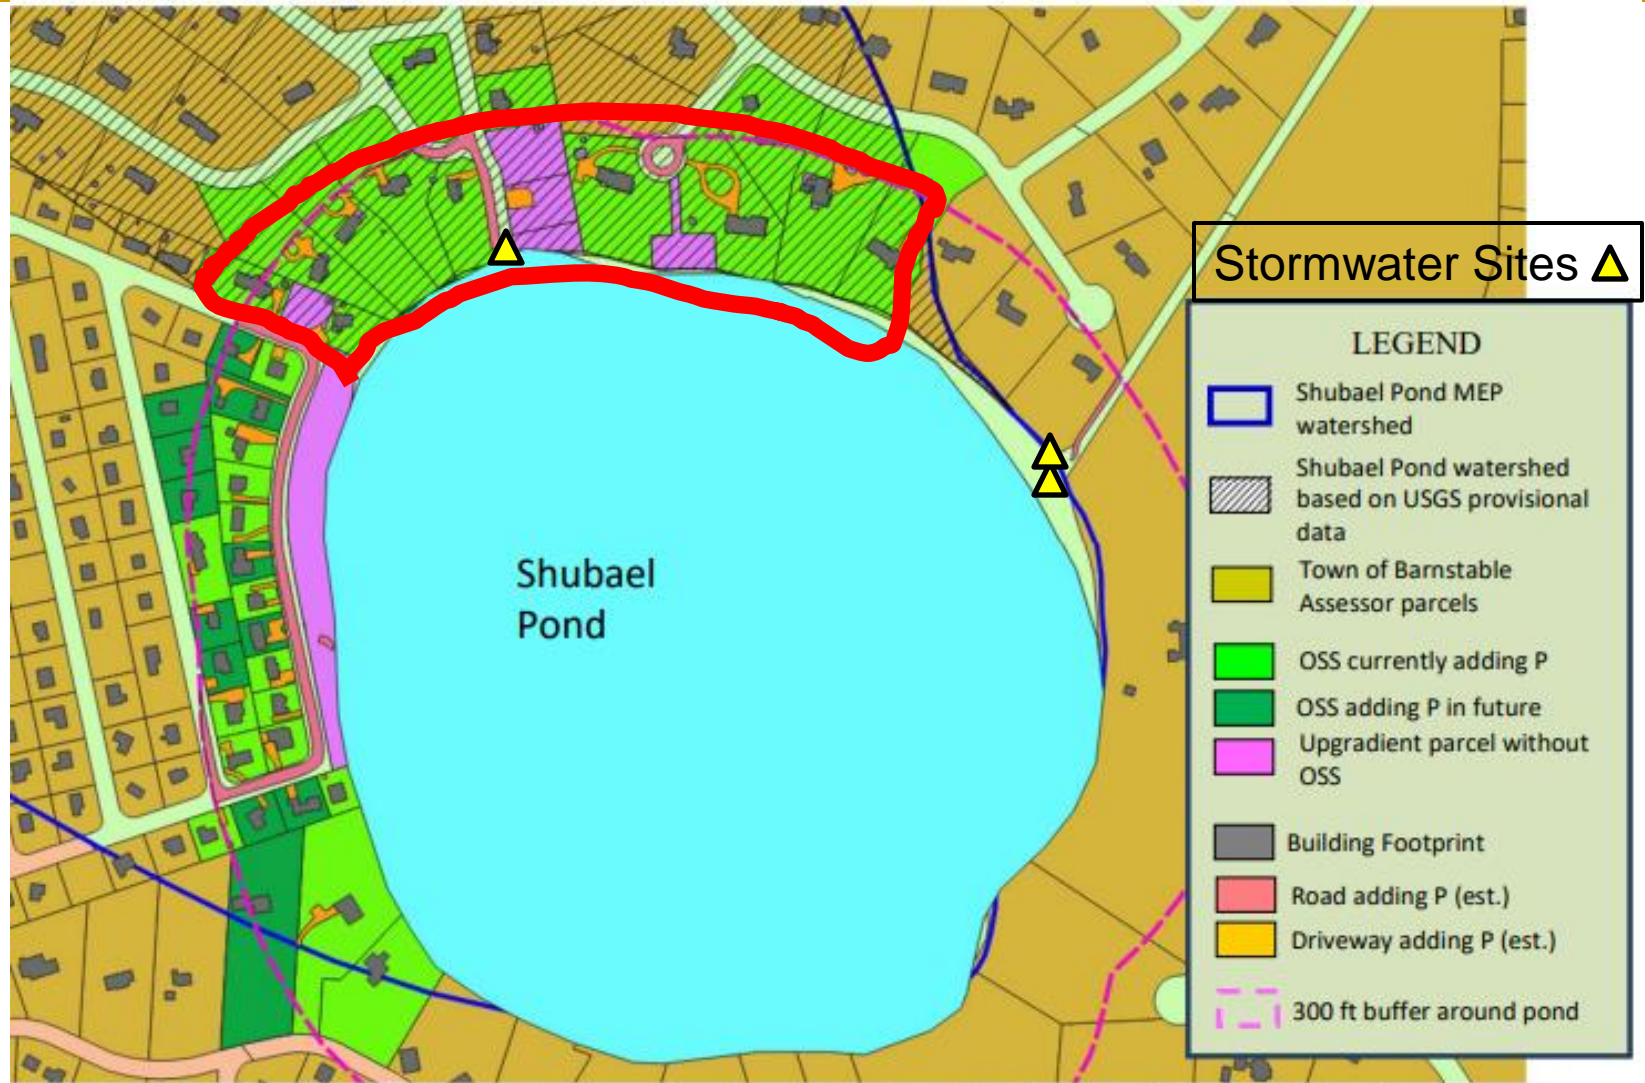 Stormwater Sites
LEGEND
Shubael Pond MEP
watershed
Shubael Pond watershed
based on USGS provisional
data
Town of Barnstable
Assessor parcels
OSS currently adding P
OSS adding P in future
Upgradient parcel without
OSS
Building Footprint
Road adding P (est.)
Driveway adding P (est.)
300 ft buffer around pond
Shubael
Pond